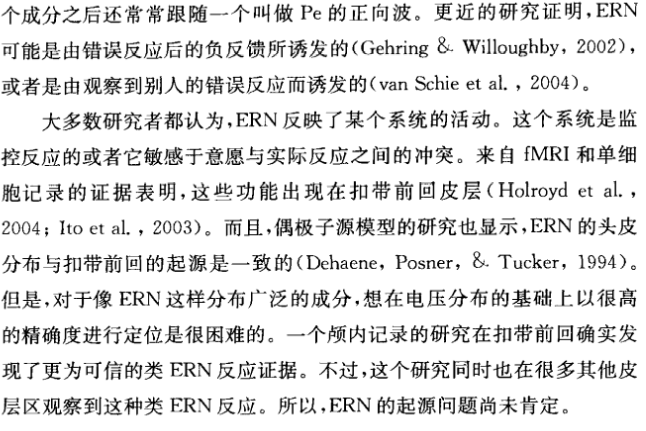 个成分之后还常常跟随一个叫做 Pe 的正向波。更近的研究证明,ERN
可能是由错误反应后的负反馈所诱发的(Gehring & Willoughby, 2002),
或者是由观察到别人的错误反应而诱发的(van Schie et al., 2004)。
大多数研究者都认为,ERN 反映了某个系统的活动。这个系统是监
控反应的或者它敏感于意愿与实际反应之间的冲突。来自 fMRI 和单细
胞记录的证据表明,这些功能出现在扣带前回皮层(Holroyd et al.,
2004; Ito et al., 2003)。而且,偶极子源模型的研究也显示,ERN 的头皮
分布与扣带前回的起源是一致的(Dehaene, Posner, & Tucker, 1994)。
但是,对于像 ERN 这样分布广泛的成分,想在电压分布的基础上以很高
的精确度进行定位是很困难的。一个颅内记录的研究在扣带前回确实发
现了更为可信的类 ERN 反应证据。不过,这个研究同时也在很多其他皮
层区观察到这种类 ERN 反应。所以,ERN 的起源问题尚未肯定。